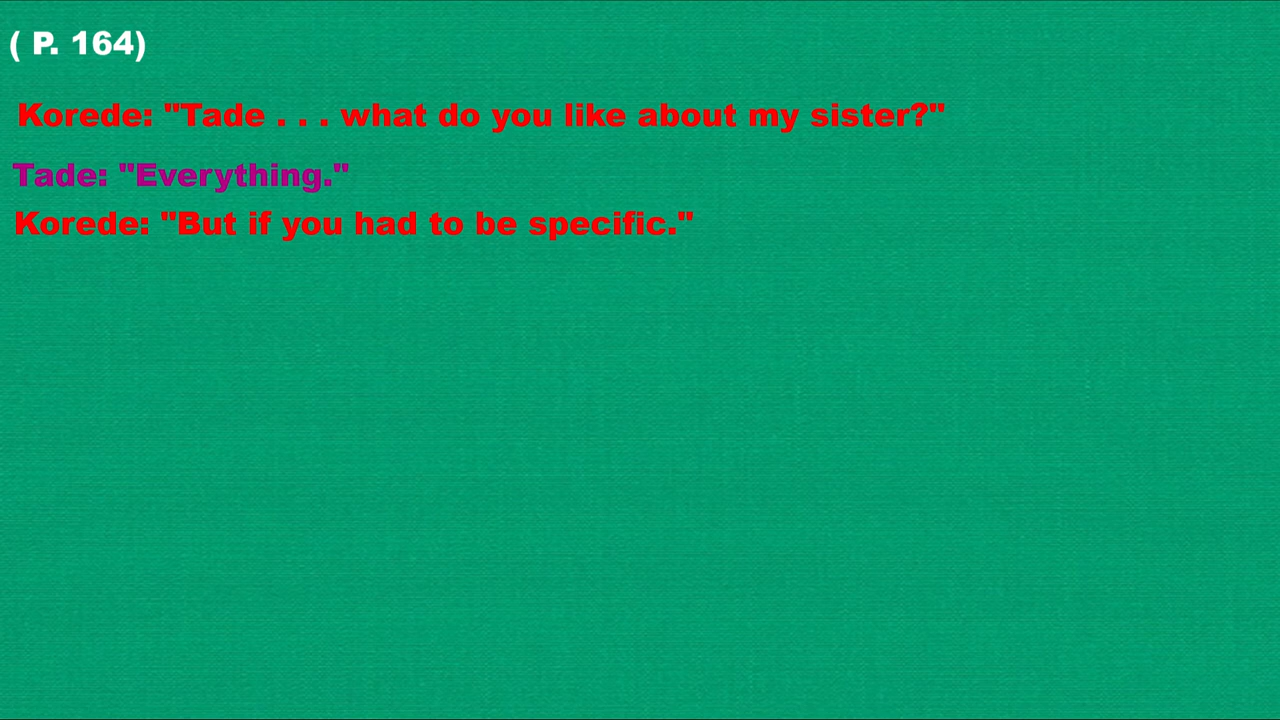 ( P. 164)
Korede: "Tade . . . what do you like about my sister?"
Tade: "Everything."
Korede: "But if you had to be specific."